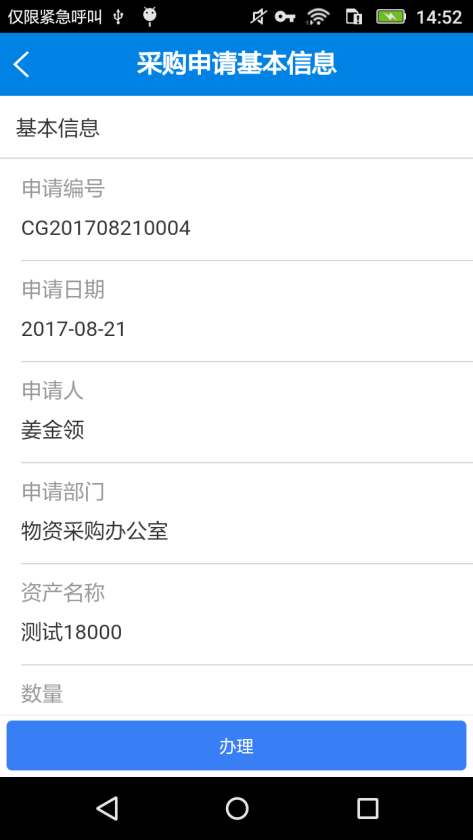 仅限紧急呼叫 14:52
采购申请基本信息
基本信息
申请编号
CG201708210004
申请日期
2017-08-21
申请人
姜金领
申请部门
物资采购办公室
资产名称
测试18000
数量
办理